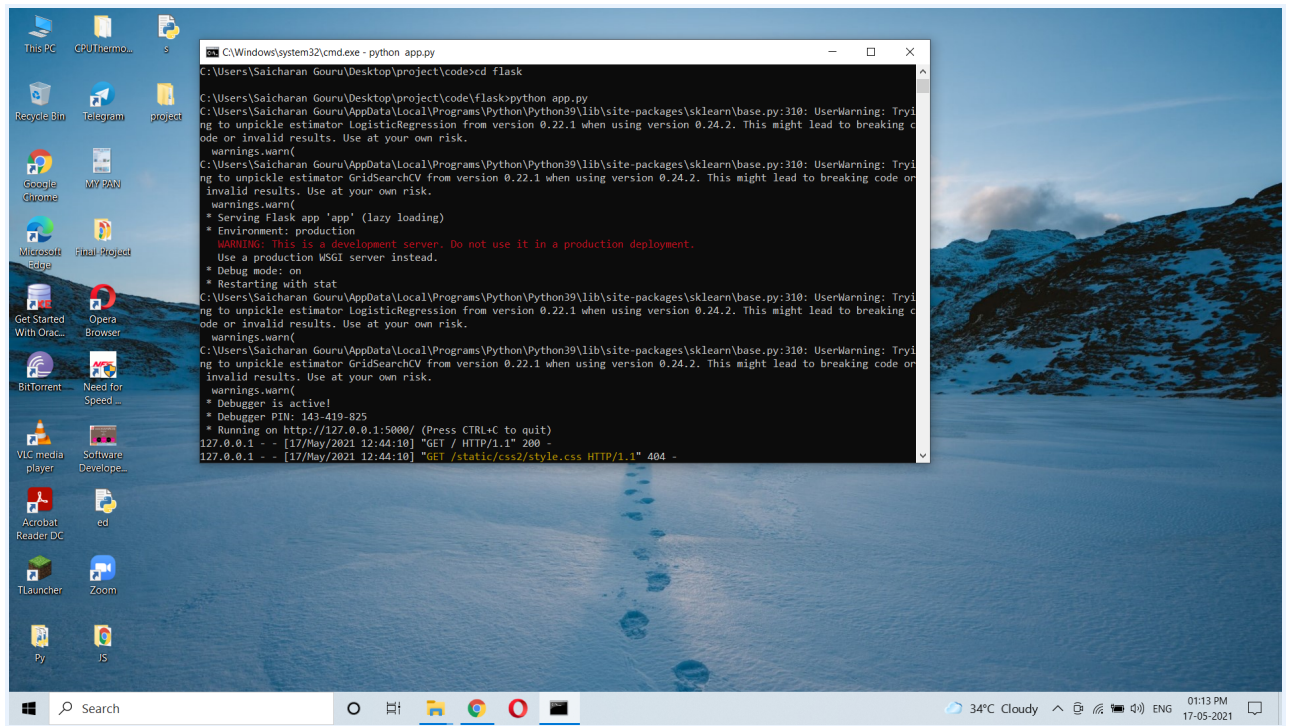 This PC
CPUThermo...
s
Recycle Bin
Telegram
project
Google
Chrome
MY PAN
Microsoft
Edge
Final-Project
Get Started
With Orac...
Opera
Browser
BitTorrent
Need for
Speed ...
VLC media
player
Software
Develope...
Acrobat
Reader DC
ed
TLauncher
Zoom
Py
JS
C:\Windows\system32\cmd.exe - python app.py
C:\Users\Saicharan Gouru\Desktop\project\code>cd flask
C:\Users\Saicharan Gouru\Desktop\project\code\flask>python app.py
C:\Users\Saicharan Gouru\AppData\Local\Programs\Python\Python39\lib\site-packages\sklearn\base.py:310: UserWarning: Tryi
ng to unpickle estimator LogisticRegression from version 0.22.1 when using version 0.24.2. This might lead to breaking c
ode or invalid results. Use at your own risk.
warnings.warn(
C:\Users\Saicharan Gouru\AppData\Local\Programs\Python\Python39\lib\site-packages\sklearn\base.py:310: UserWarning: Tryi
ng to unpickle estimator GridSearchCV from version 0.22.1 when using version 0.24.2. This might lead to breaking code or
invalid results. Use at your own risk.
warnings.warn(
* Serving Flask app 'app' (lazy loading)
* Environment: production
WARNING: This is a development server. Do not use it in a production deployment.
Use a production WSGI server instead.
* Debug mode: on
* Restarting with stat
C:\Users\Saicharan Gouru\AppData\Local\Programs\Python\Python39\lib\site-packages\sklearn\base.py:310: UserWarning: Tryi
ng to unpickle estimator LogisticRegression from version 0.22.1 when using version 0.24.2. This might lead to breaking c
ode or invalid results. Use at your own risk.
warnings.warn(
C:\Users\Saicharan Gouru\AppData\Local\Programs\Python\Python39\lib\site-packages\sklearn\base.py:310: UserWarning: Tryi
ng to unpickle estimator GridSearchCV from version 0.22.1 when using version 0.24.2. This might lead to breaking code or
invalid results. Use at your own risk.
warnings.warn(
* Debugger is active!
* Debugger PIN: 143-419-825
* Running on http://127.0.0.1:5000/ (Press CTRL+C to quit)
127.0.0.1 - - [17/May/2021 12:44:10] "GET / HTTP/1.1" 200 -
127.0.0.1 - - [17/May/2021 12:44:10] "GET /static/css2/style.css HTTP/1.1" 404 -
Search
34°C Cloudy
ENG
01:13 PM
17-05-2021